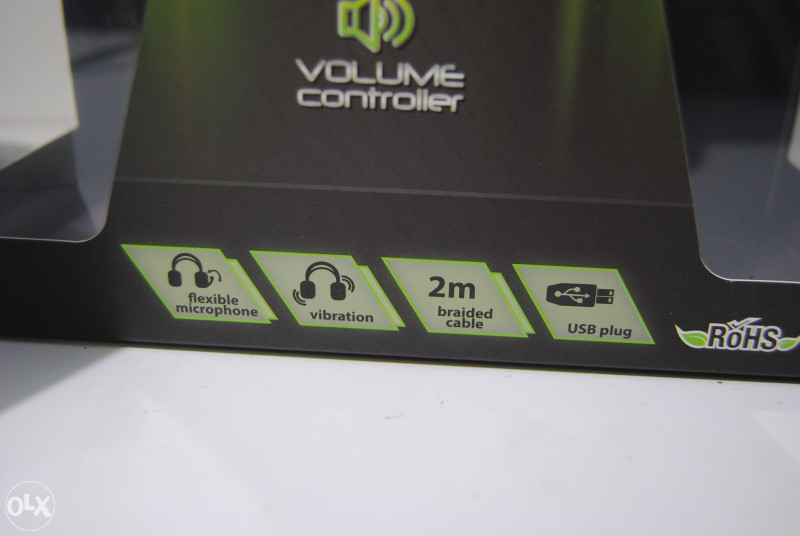 VOLUME
controller
flexible
microphone
vibration
2m
braided
cable
USB plug
RoHS
OLX